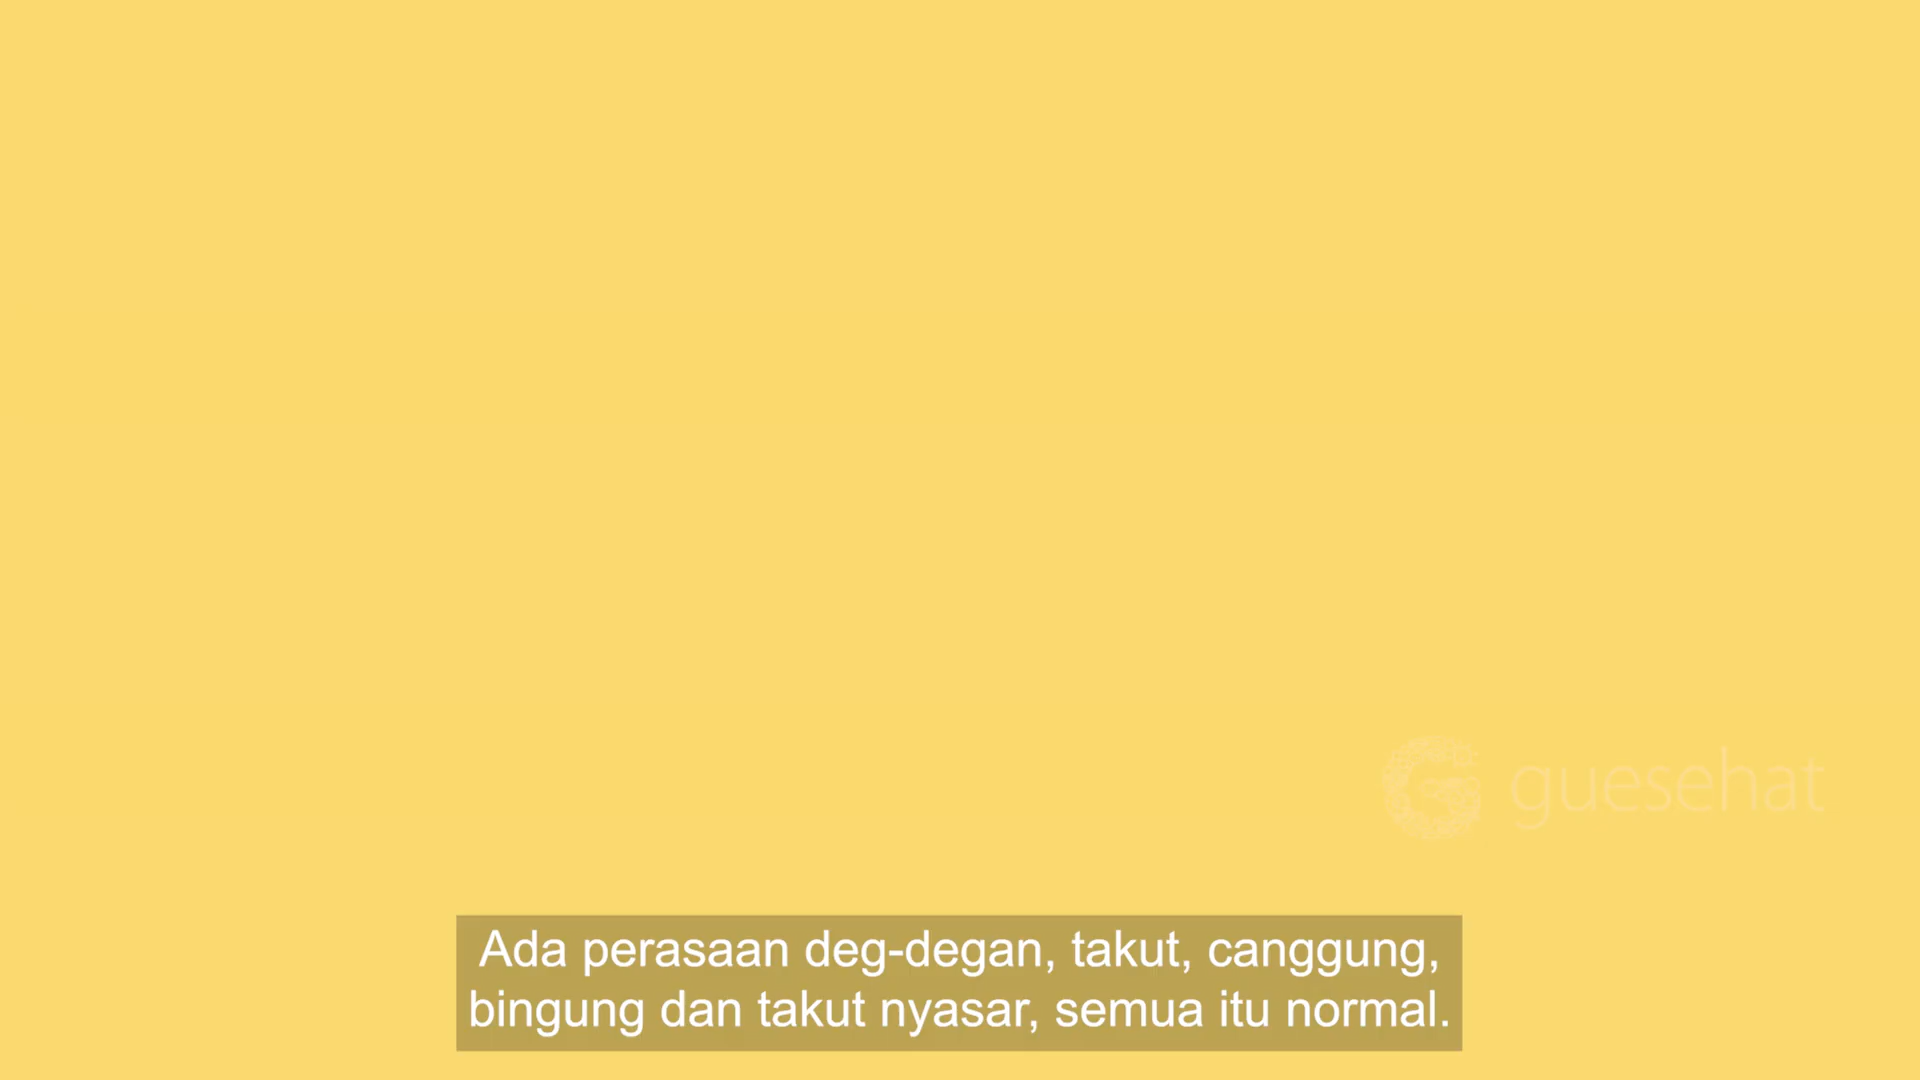 guesehat
Ada perasaan deg-degan, takut, canggung,
bingung dan takut nyasar, semua itu normal.